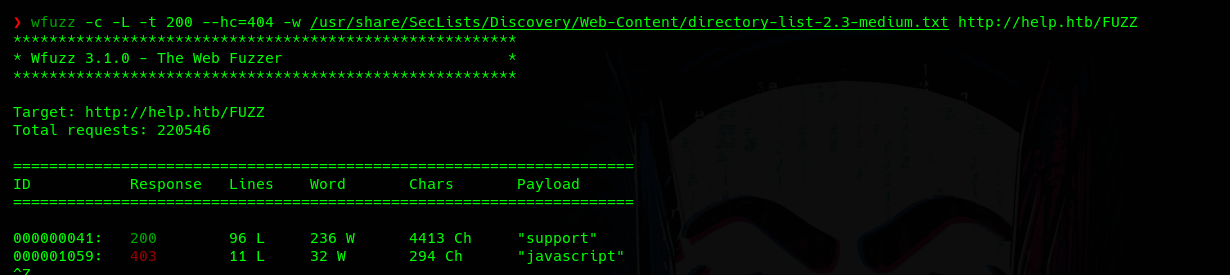 ❯ wfuzz -c -L -t 200 --hc=404 -w /usr/share/SecLists/Discovery/Web-Content/directory-list-2.3-medium.txt http://help.htb/FUZZ
********************************************************
* Wfuzz 3.1.0 - The Web Fuzzer                         *
********************************************************
Target: http://help.htb/FUZZ
Total requests: 220546
=====================================================================
ID           Response   Lines    Word       Chars       Payload
=====================================================================
000000041:   200        96 L     236 W      4413 Ch     "support"
000001059:   403        11 L     32 W       294 Ch      "javascript"
^Z